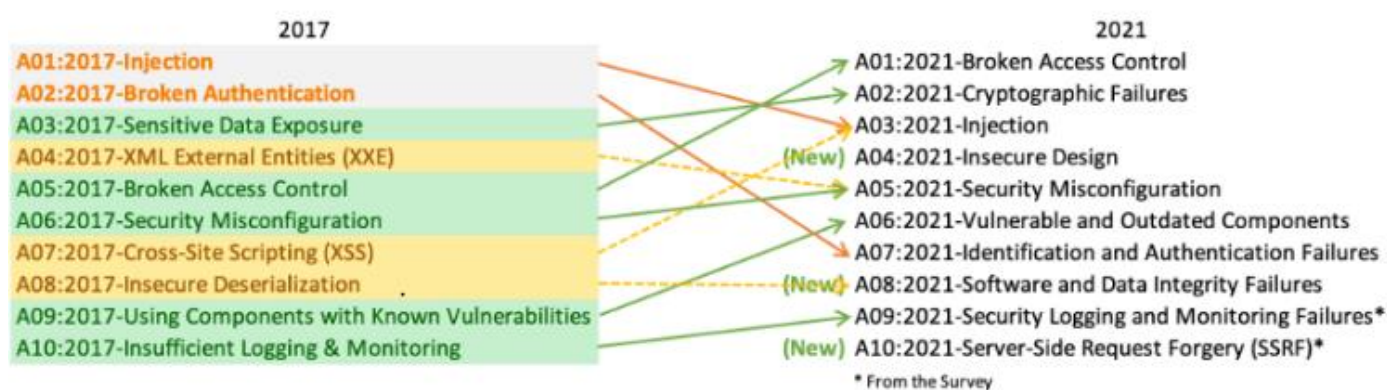 2017
A01:2017-Injection
A02:2017-Broken Authentication
A03:2017-Sensitive Data Exposure
A04:2017-XML External Entities (XXE)
A05:2017-Broken Access Control
A06:2017-Security Misconfiguration
A07:2017-Cross-Site Scripting (XSS)
A08:2017-Insecure Deserialization
A09:2017-Using Components with Known Vulnerabilities
A10:2017-Insufficient Logging & Monitoring
2021
A01:2021-Broken Access Control
A02:2021-Cryptographic Failures
A03:2021-Injection
(New) A04:2021-Insecure Design
A05:2021-Security Misconfiguration
A06:2021-Vulnerable and Outdated Components
A07:2021-Identification and Authentication Failures
(New) A08:2021-Software and Data Integrity Failures
A09:2021-Security Logging and Monitoring Failures*
(New) A10:2021-Server-Side Request Forgery (SSRF)*
* From the Survey